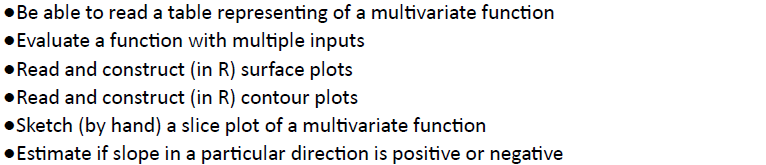 ●Be able to read a table representing of a multivariate function
●Evaluate a function with multiple inputs
●Read and construct (in R) surface plots
●Read and construct (in R) contour plots
●Sketch (by hand) a slice plot of a multivariate function
●Estimate if slope in a particular direction is positive or negative